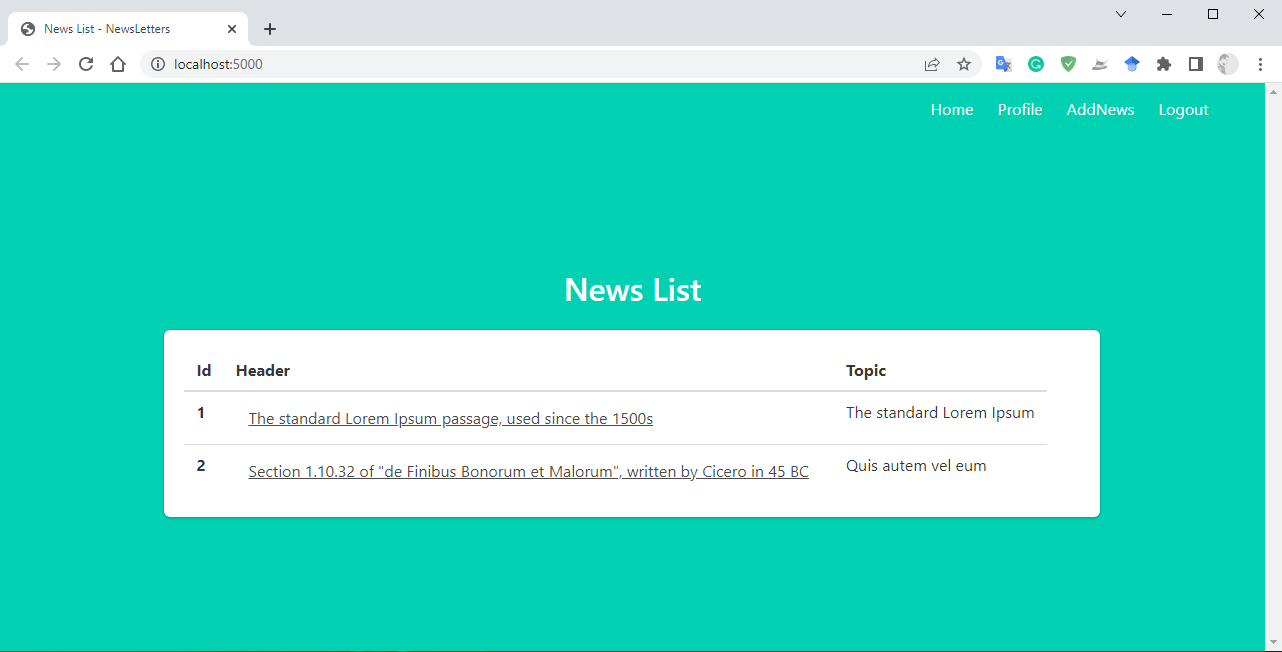 News List - NewsLetters
localhost:5000
Home Profile AddNews Logout
News List
Id Header Topic
1 The standard Lorem Ipsum passage, used since the 1500s The standard Lorem Ipsum
2 Section 1.10.32 of "de Finibus Bonorum et Malorum", written by Cicero in 45 BC Quis autem vel eum